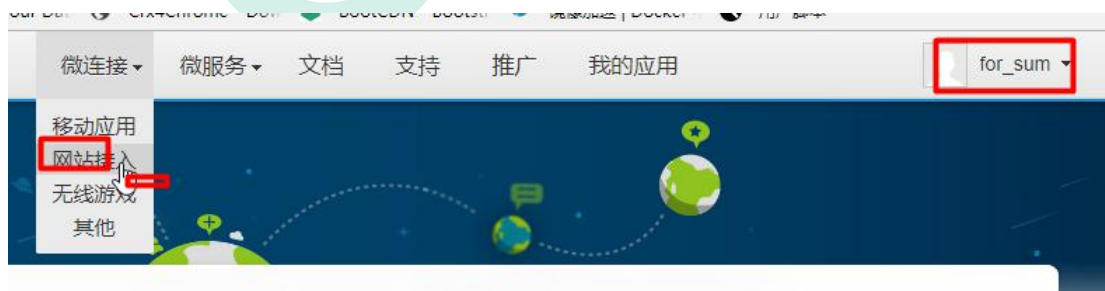 微连接 微服务 文档 支持 推广 我的应用 for_sum
移动应用
网站接入
无线游戏
其他